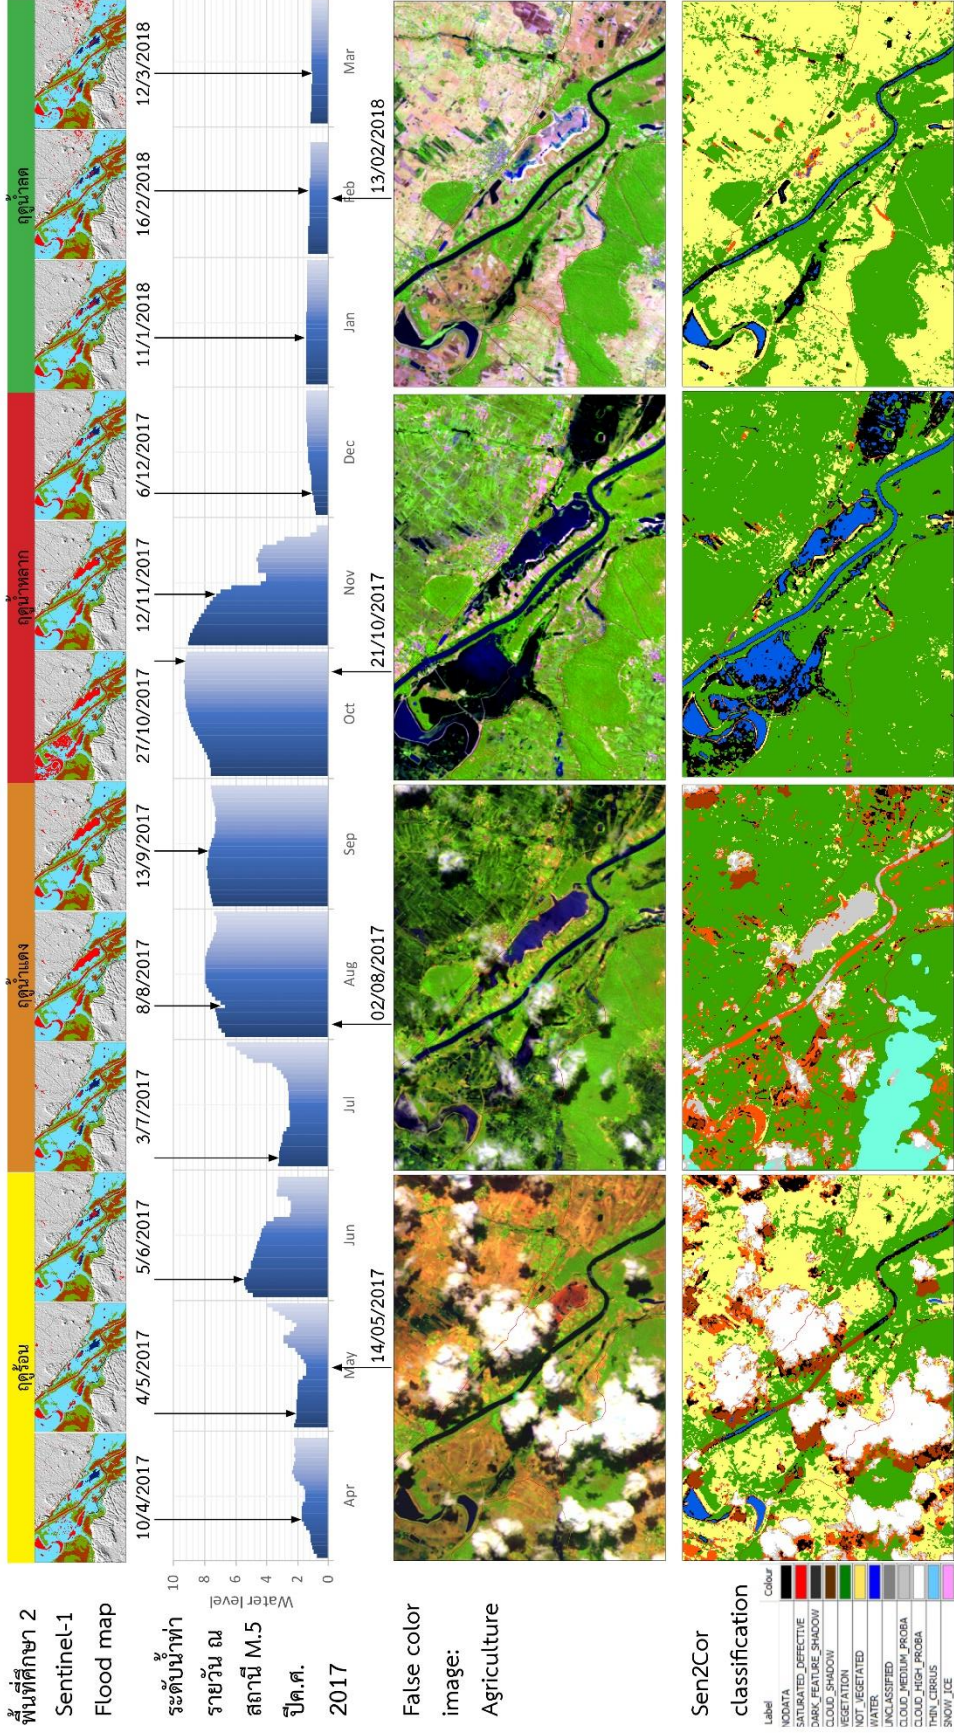 พื้นที่ศึกษา 2
Sentinel-1
Flood map
ฤดูร้อน
ฤดูน้ำแดง
ฤดูน้ำหลาก
ฤดูน้ำลด
10/4/2017
4/5/2017
5/6/2017
3/7/2017
8/8/2017
13/9/2017
27/10/2017
12/11/2017
6/12/2017
11/1/2018
16/2/2018
12/3/2018
ระดับน้ำท่า
รายวัน ณ
สถานี M.5
ปีค.ศ.
2017
Water level
10
8
6
4
2
0
Apr
May
Jun
Jul
Aug
Sep
Oct
Nov
Dec
Jan
Feb
Mar
14/05/2017
02/08/2017
21/10/2017
13/02/2018
False color
image:
Agriculture
Sen2Cor
classification
Label Colour
NODATA
SATURATED_DEFECTIVE
DARK_FEATURE_SHADOW
CLOUD_SHADOW
VEGETATION
NOT_VEGETATED
WATER
UNCLASSIFIED
CLOUD_MEDIUM_PROBA
CLOUD_HIGH_PROBA
THIN_CIRRUS
SNOW_ICE